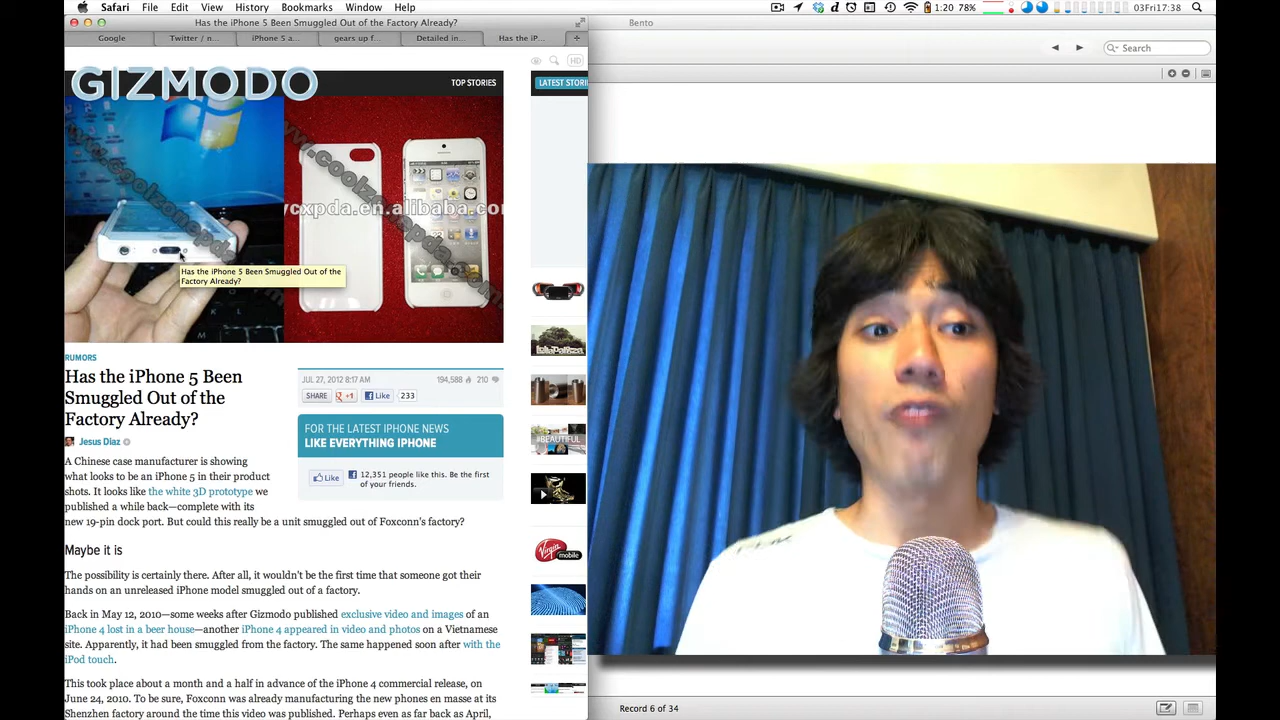 Safari File Edit View History Bookmarks Window Help
1:20 78% 03Fri17:38
Has the iPhone 5 Been Smuggled Out of the Factory Already?
Bento
Google Twitter / n... iPhone 5 a... gears up f... Detailed in... Has the iP...
Search
HD
GIZMODO
TOP STORIES
LATEST STORI
www.coolzonepda
www.coolzonepda.com
vcxpda.en.alibaba.co
Has the iPhone 5 Been Smuggled Out of the
Factory Already?
RUMORS
Has the iPhone 5 Been
Smuggled Out of the
Factory Already?
JUL 27, 2012 8:17 AM 194,588 210
SHARE +1 Like 233
FOR THE LATEST IPHONE NEWS
LIKE EVERYTHING IPHONE
Like 12,351 people like this. Be the first
of your friends.
Jesus Diaz
A Chinese case manufacturer is showing
what looks to be an iPhone 5 in their product
shots. It looks like the white 3D prototype we
published a while back—complete with its
new 19-pin dock port. But could this really be a unit smuggled out of Foxconn's factory?
Maybe it is
The possibility is certainly there. After all, it wouldn't be the first time that someone got their
hands on an unreleased iPhone model smuggled out of a factory.
Back in May 12, 2010—some weeks after Gizmodo published exclusive video and images of an
iPhone 4 lost in a beer house—another iPhone 4 appeared in video and photos on a Vietnamese
site. Apparently, it had been smuggled from the factory. The same happened soon after with the
iPod touch.
This took place about a month and a half in advance of the iPhone 4 commercial release, on
June 24, 2010. To be sure, Foxconn was already manufacturing the new phones en masse at its
Shenzhen factory around the time this video was published. Perhaps even as far back as April,
#BEAUTIFUL
Virgin
mobile
Record 6 of 34